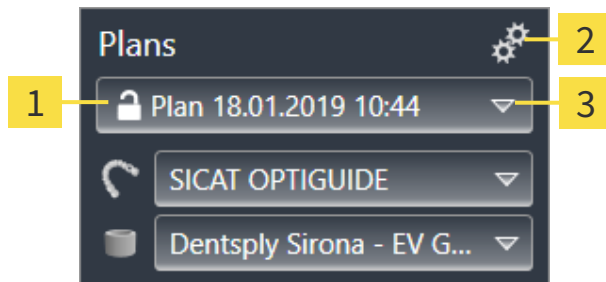 Plans
2
1
Plan 18.01.2019 10:44
3
SICAT OPTIGUIDE
Dentsply Sirona - EV G...